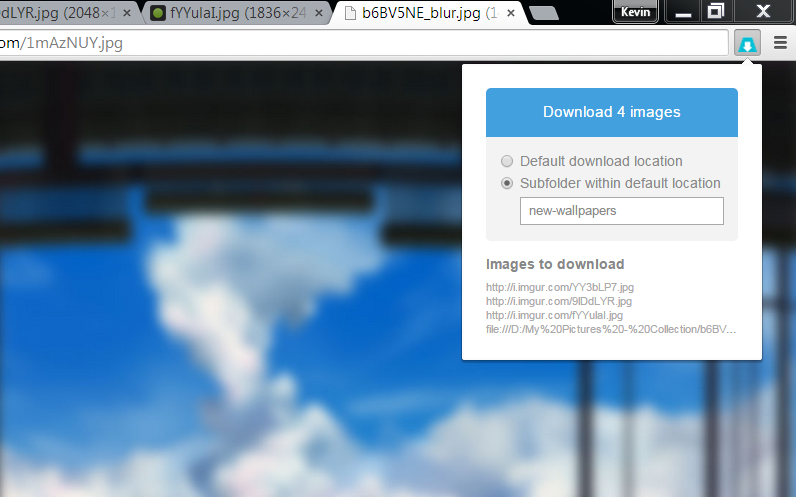 dLYR.jpg (2048×1
fYYulaI.jpg (1836×24
b6BV5NE_blur.jpg (1
Kevin
om/1mAzNUY.jpg
Download 4 images
Default download location
Subfolder within default location
new-wallpapers
Images to download
http://i.imgur.com/YY3bLP7.jpg
http://i.imgur.com/9lDdLYR.jpg
http://i.imgur.com/fYYulaI.jpg
file:///D:/My%20Pictures%20-%20Collection/b6BV...